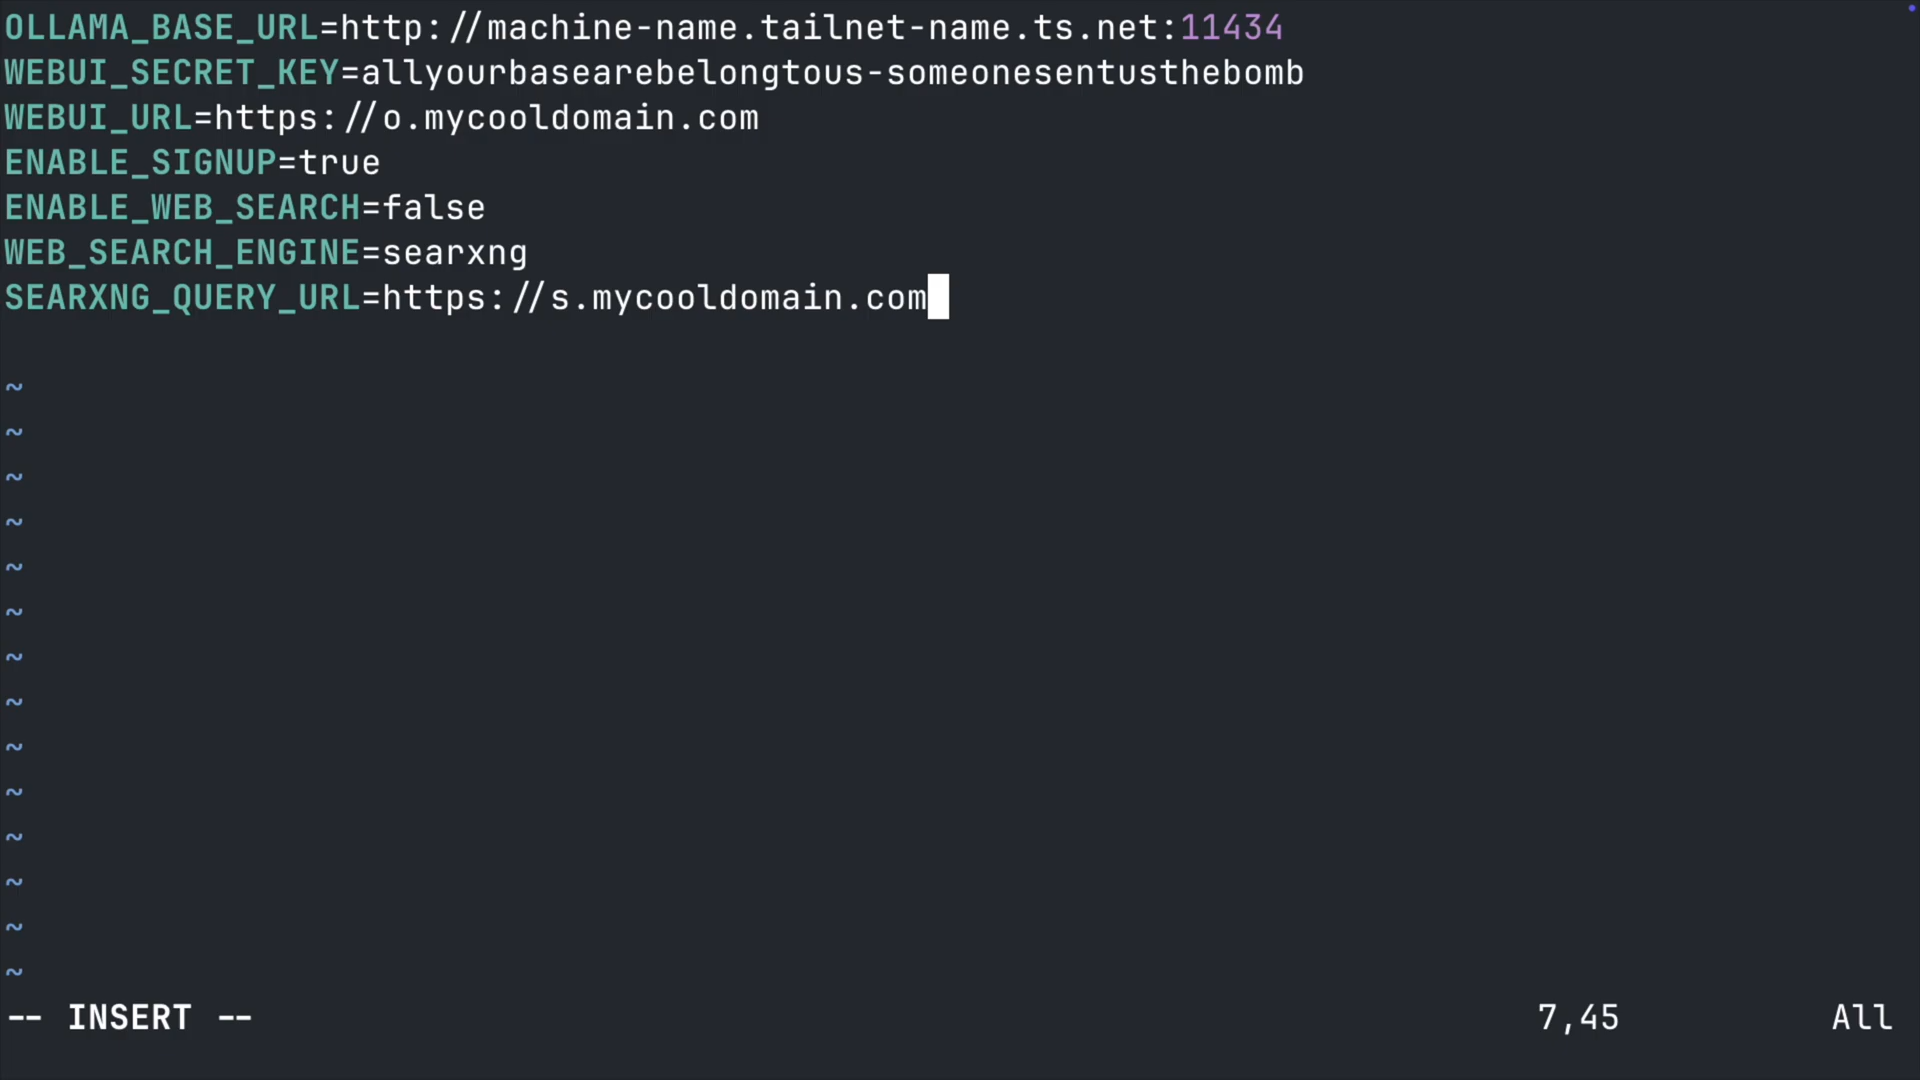 OLLAMA_BASE_URL=http://machine-name.tailnet-name.ts.net:11434
WEBUI_SECRET_KEY=allyourbasearebelongtous-someonesentusthebomb
WEBUI_URL=https://o.mycooldomain.com
ENABLE_SIGNUP=true
ENABLE_WEB_SEARCH=false
WEB_SEARCH_ENGINE=searxng
SEARXNG_QUERY_URL=https://s.mycooldomain.com
~
~
~
~
~
~
~
~
~
~
~
~
~
~
-- INSERT -- 7,45 All